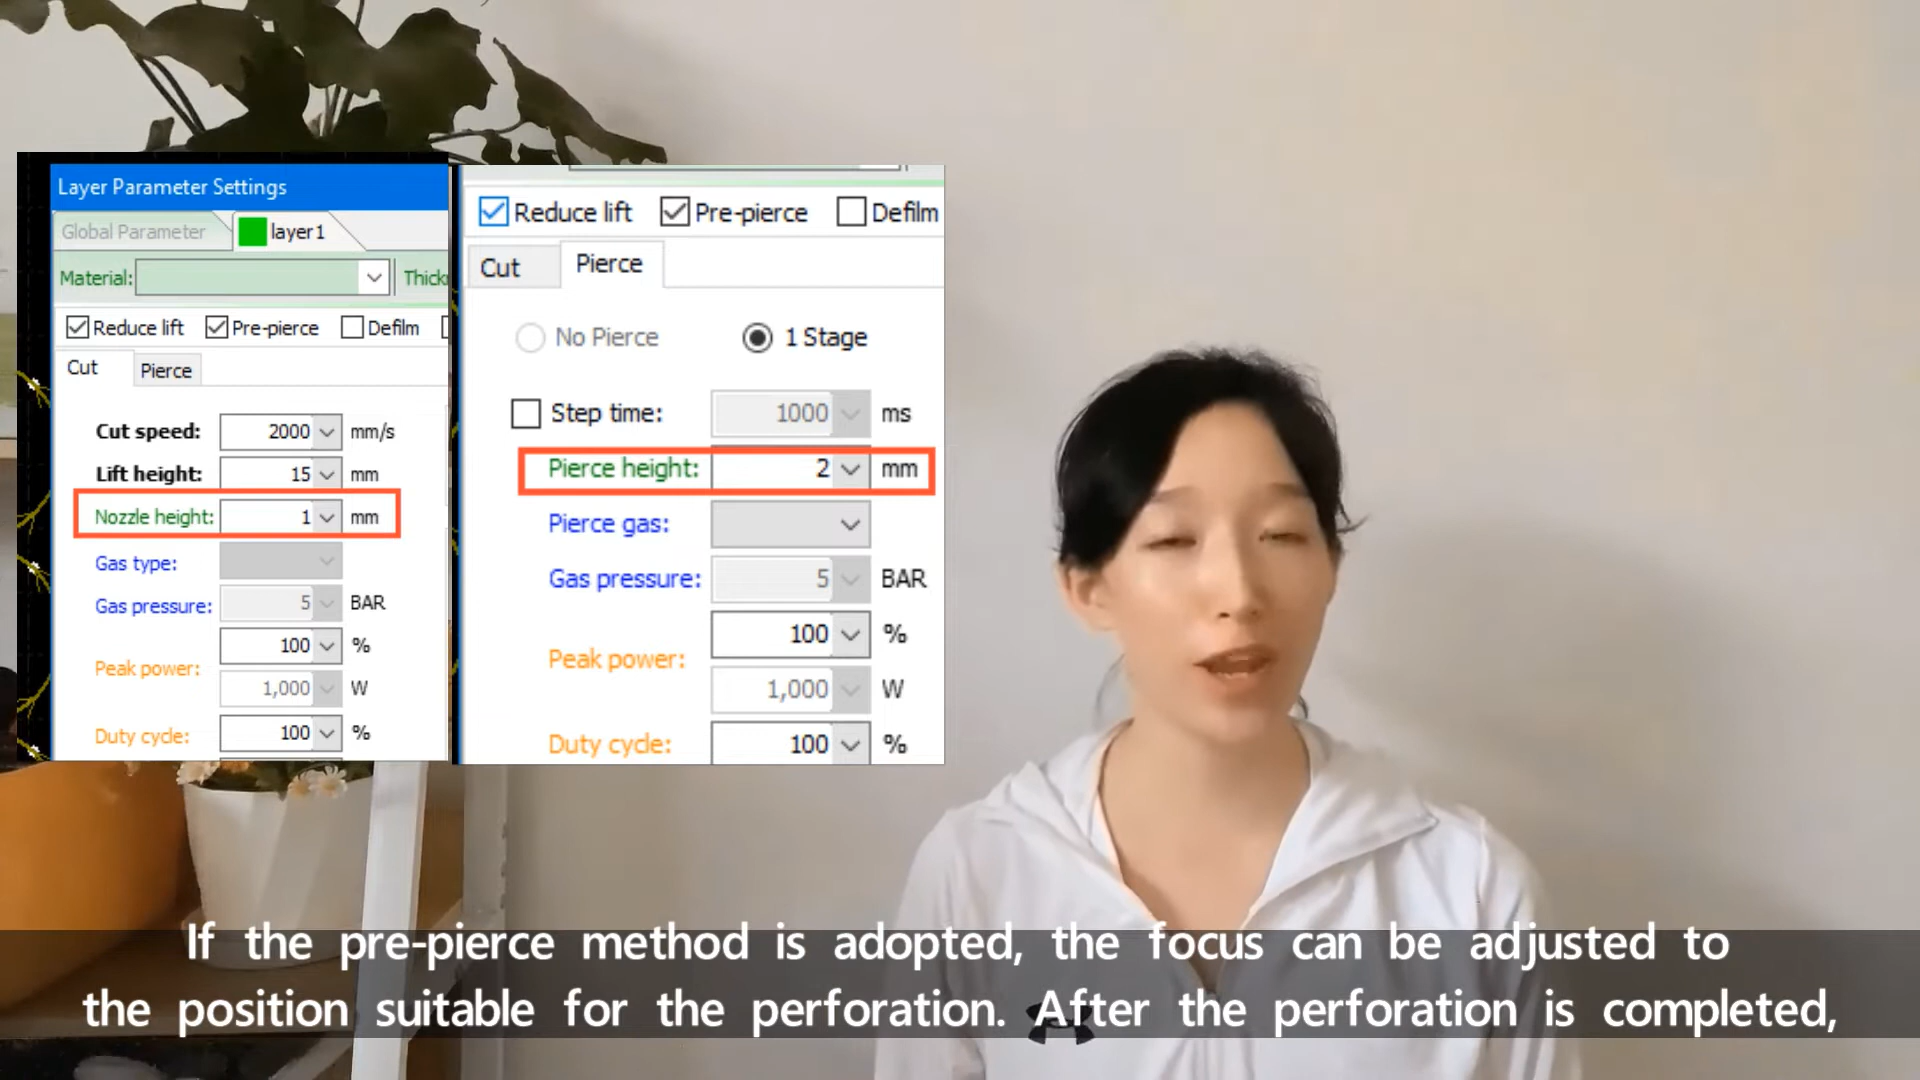 Layer Parameter Settings
Global Parameter layer1
Material:
Reduce lift Pre-pierce Defilm
Cut Pierce
Cut speed: 2000 mm/s
Lift height: 15 mm
Nozzle height: 1 mm
Gas type:
Gas pressure: 5 BAR
100 %
Peak power:
1,000 W
Duty cycle: 100 %
Reduce lift Pre-pierce Defilm
Cut Pierce
No Pierce 1 Stage
Step time: 1000 ms
Pierce height: 2 mm
Pierce gas:
Gas pressure: 5 BAR
100 %
Peak power:
1,000 W
Duty cycle: 100 %
If the pre-pierce method is adopted, the focus can be adjusted to
the position suitable for the perforation. After the perforation is completed,